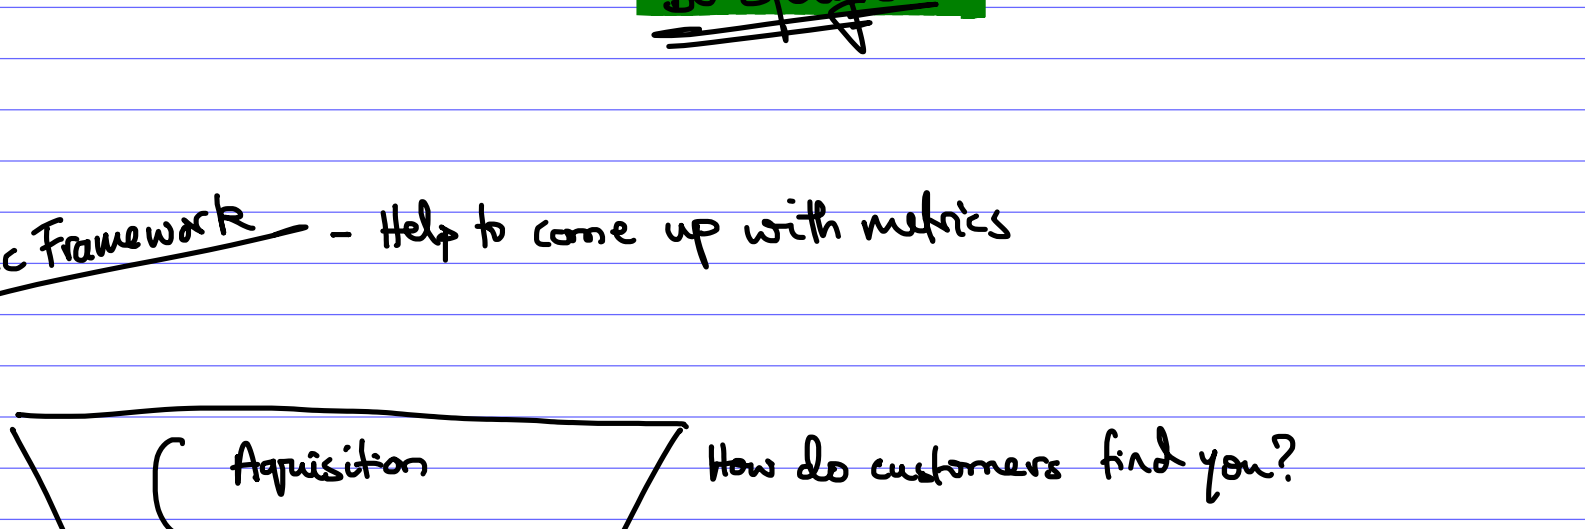 c Framework - Help to come up with metrics
Aquisition How do customers find you?